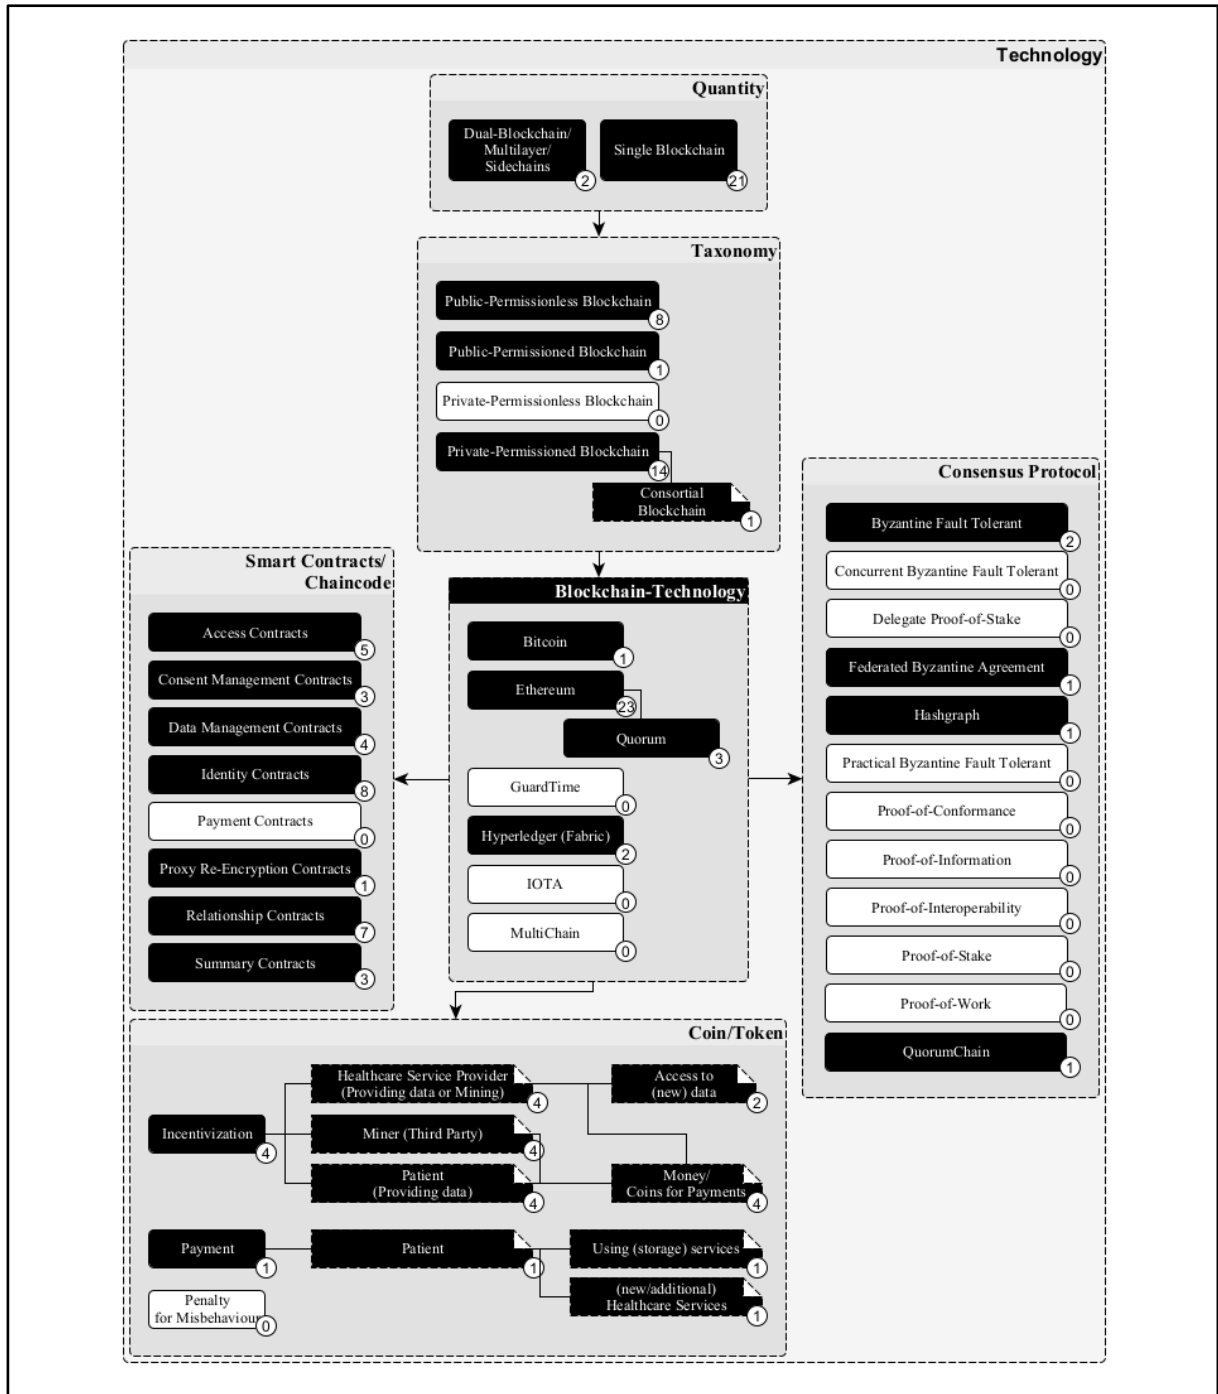 Technology
Quantity
Dual-Blockchain/
Multilayer/
Sidechains
2
Single Blockchain
21
Taxonomy
Public-Permissionless Blockchain
8
Public-Permissioned Blockchain
1
Private-Permissionless Blockchain
0
Private-Permissioned Blockchain
14
Consortial
Blockchain
1
Smart Contracts/
Chaincode
Access Contracts
5
Consent Management Contracts
3
Data Management Contracts
4
Identity Contracts
8
Payment Contracts
0
Proxy Re-Encryption Contracts
1
Relationship Contracts
7
Summary Contracts
3
Blockchain-Technology
Bitcoin
1
Ethereum
23
Quorum
3
GuardTime
0
Hyperledger (Fabric)
2
IOTA
0
MultiChain
0
Consensus Protocol
Byzantine Fault Tolerant
2
Concurrent Byzantine Fault Tolerant
0
Delegate Proof-of-Stake
0
Federated Byzantine Agreement
1
Hashgraph
1
Practical Byzantine Fault Tolerant
0
Proof-of-Conformance
0
Proof-of-Information
0
Proof-of-Interoperability
0
Proof-of-Stake
0
Proof-of-Work
0
QuorumChain
1
Coin/Token
Incentivization
4
Healthcare Service Provider
(Providing data or Mining)
4
Miner (Third Party)
4
Patient
(Providing data)
4
Access to
(new) data
2
Money/
Coins for Payments
4
Payment
1
Patient
1
Using (storage) services
1
(new/additional)
Healthcare Services
1
Penalty
for Misbehaviour
0